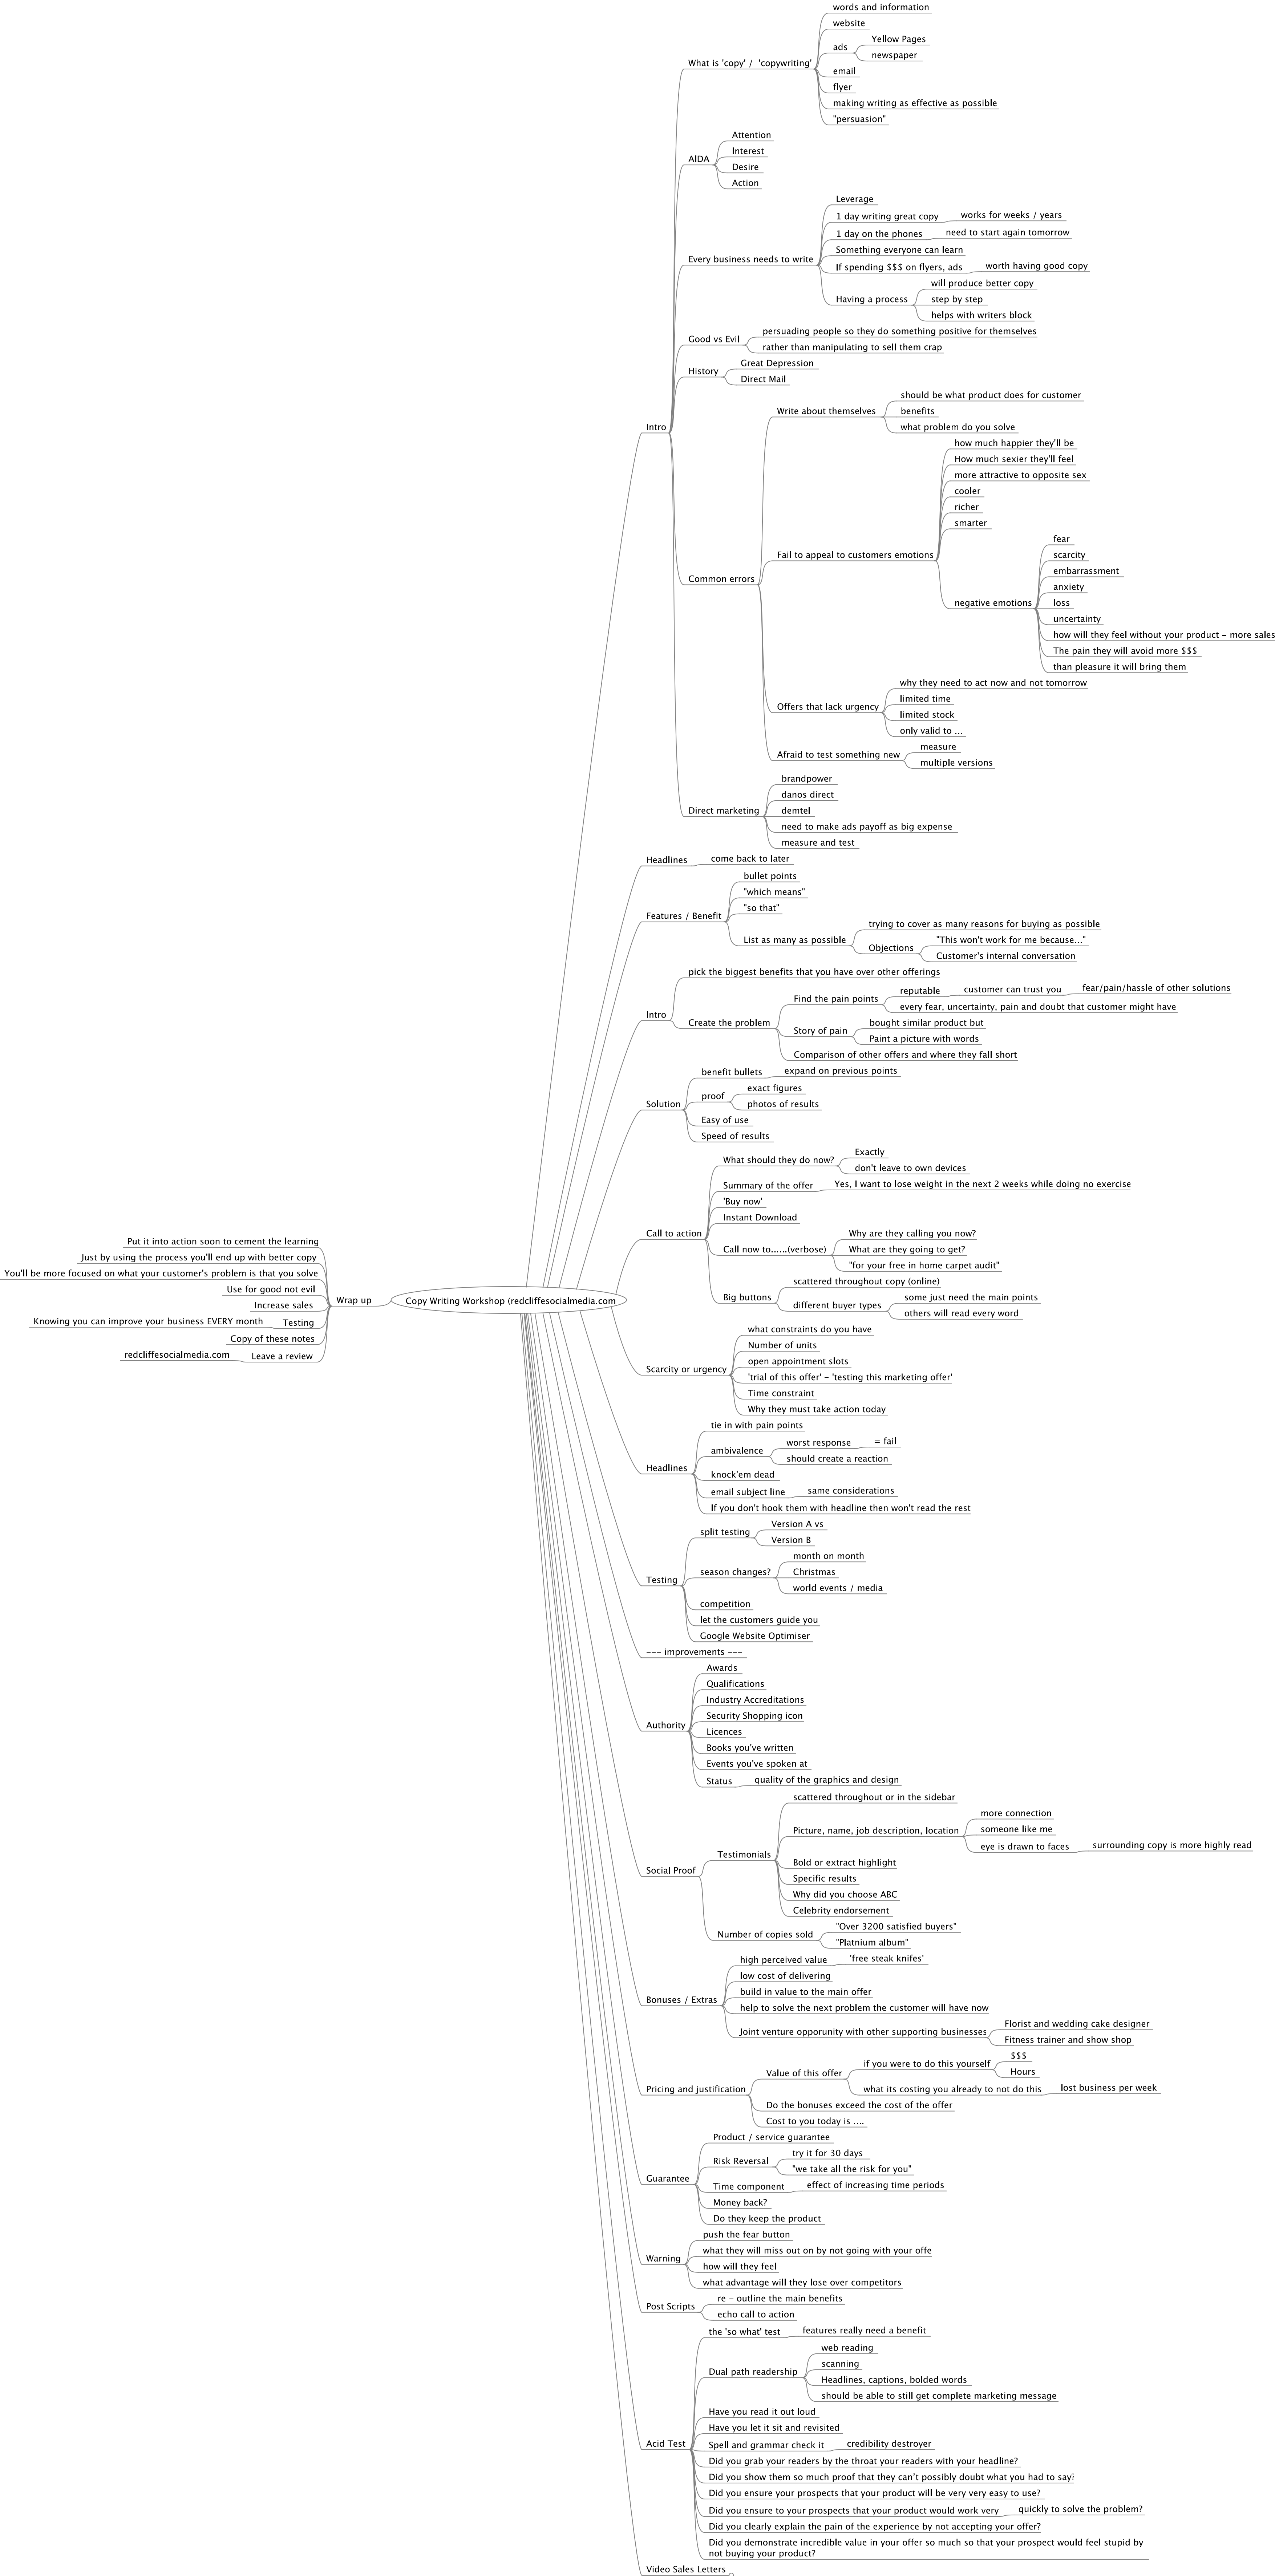 words and information
website
Yellow Pages
ads
newspaper
What is 'copy' / 'copywriting'
email
flyer
making writing as effective as possible
"persuasion"
Attention
Interest
AIDA
Desire
Action
Leverage
1 day writing great copy works for weeks / years
1 day on the phones need to start again tomorrow
Something everyone can learn
Every business needs to write
If spending $$$ on flyers, ads worth having good copy
will produce better copy
Having a process step by step
helps with writers block
persuading people so they do something positive for themselves
Good vs Evil
rather than manipulating to sell them crap
Great Depression
History
Direct Mail
should be what product does for customer
Write about themselves benefits
what problem do you solve
Intro
how much happier they'll be
How much sexier they'll feel
more attractive to opposite sex
cooler
richer
smarter
fear
Fail to appeal to customers emotions
scarcity
embarrassment
Common errors
anxiety
negative emotions loss
uncertainty
how will they feel without your product - more sales
The pain they will avoid more $$$
than pleasure it will bring them
why they need to act now and not tomorrow
limited time
Offers that lack urgency
limited stock
only valid to ...
measure
Afraid to test something new
multiple versions
brandpower
danos direct
Direct marketing demtel
need to make ads payoff as big expense
measure and test
Headlines come back to later
bullet points
"which means"
Features / Benefit
"so that"
trying to cover as many reasons for buying as possible
List as many as possible
"This won't work for me because..."
Objections
Customer's internal conversation
pick the biggest benefits that you have over other offerings
reputable customer can trust you fear/pain/hassle of other solutions
Find the pain points
every fear, uncertainty, pain and doubt that customer might have
Intro
Create the problem
bought similar product but
Story of pain
Paint a picture with words
Comparison of other offers and where they fall short
benefit bullets expand on previous points
exact figures
proof
photos of results
Solution
Easy of use
Speed of results
Exactly
What should they do now?
don't leave to own devices
Summary of the offer Yes, I want to lose weight in the next 2 weeks while doing no exercise
'Buy now'
Instant Download
Call to action
Why are they calling you now?
Call now to......(verbose) What are they going to get?
"for your free in home carpet audit"
scattered throughout copy (online)
Big buttons
some just need the main points
different buyer types
others will read every word
Put it into action soon to cement the learning
Just by using the process you'll end up with better copy
You'll be more focused on what your customer's problem is that you solve
Use for good not evil
Wrap up
Increase sales
Knowing you can improve your business EVERY month Testing
Copy of these notes
redcliffesocialmedia.com Leave a review
Copy Writing Workshop (redcliffesocialmedia.com
what constraints do you have
Number of units
open appointment slots
Scarcity or urgency
'trial of this offer' - 'testing this marketing offer'
Time constraint
Why they must take action today
tie in with pain points
worst response = fail
ambivalence
should create a reaction
Headlines
knock'em dead
email subject line same considerations
If you don't hook them with headline then won't read the rest
Version A vs
split testing
Version B
month on month
season changes? Christmas
Testing
world events / media
competition
let the customers guide you
Google Website Optimiser
--- improvements ---
Awards
Qualifications
Industry Accreditations
Security Shopping icon
Authority
Licences
Books you've written
Events you've spoken at
Status quality of the graphics and design
scattered throughout or in the sidebar
more connection
Picture, name, job description, location someone like me
eye is drawn to faces surrounding copy is more highly read
Testimonials
Bold or extract highlight
Social Proof
Specific results
Why did you choose ABC
Celebrity endorsement
"Over 3200 satisfied buyers"
Number of copies sold
"Platnium album"
high perceived value 'free steak knifes'
low cost of delivering
build in value to the main offer
Bonuses / Extras
help to solve the next problem the customer will have now
Florist and wedding cake designer
Joint venture opporunity with other supporting businesses
Fitness trainer and show shop
$$$
if you were to do this yourself
Hours
Value of this offer
what its costing you already to not do this lost business per week
Pricing and justification
Do the bonuses exceed the cost of the offer
Cost to you today is ....
Product / service guarantee
try it for 30 days
Risk Reversal
"we take all the risk for you"
Guarantee
Time component effect of increasing time periods
Money back?
Do they keep the product
push the fear button
what they will miss out on by not going with your offe
Warning
how will they feel
what advantage will they lose over competitors
re - outline the main benefits
Post Scripts
echo call to action
the 'so what' test features really need a benefit
web reading
scanning
Dual path readership
Headlines, captions, bolded words
should be able to still get complete marketing message
Have you read it out loud
Have you let it sit and revisited
Acid Test
Spell and grammar check it credibility destroyer
Did you grab your readers by the throat your readers with your headline?
Did you show them so much proof that they can't possibly doubt what you had to say?
Did you ensure your prospects that your product will be very very easy to use?
Did you ensure to your prospects that your product would work very quickly to solve the problem?
Did you clearly explain the pain of the experience by not accepting your offer?
Did you demonstrate incredible value in your offer so much so that your prospect would feel stupid by
not buying your product?
Video Sales Letters